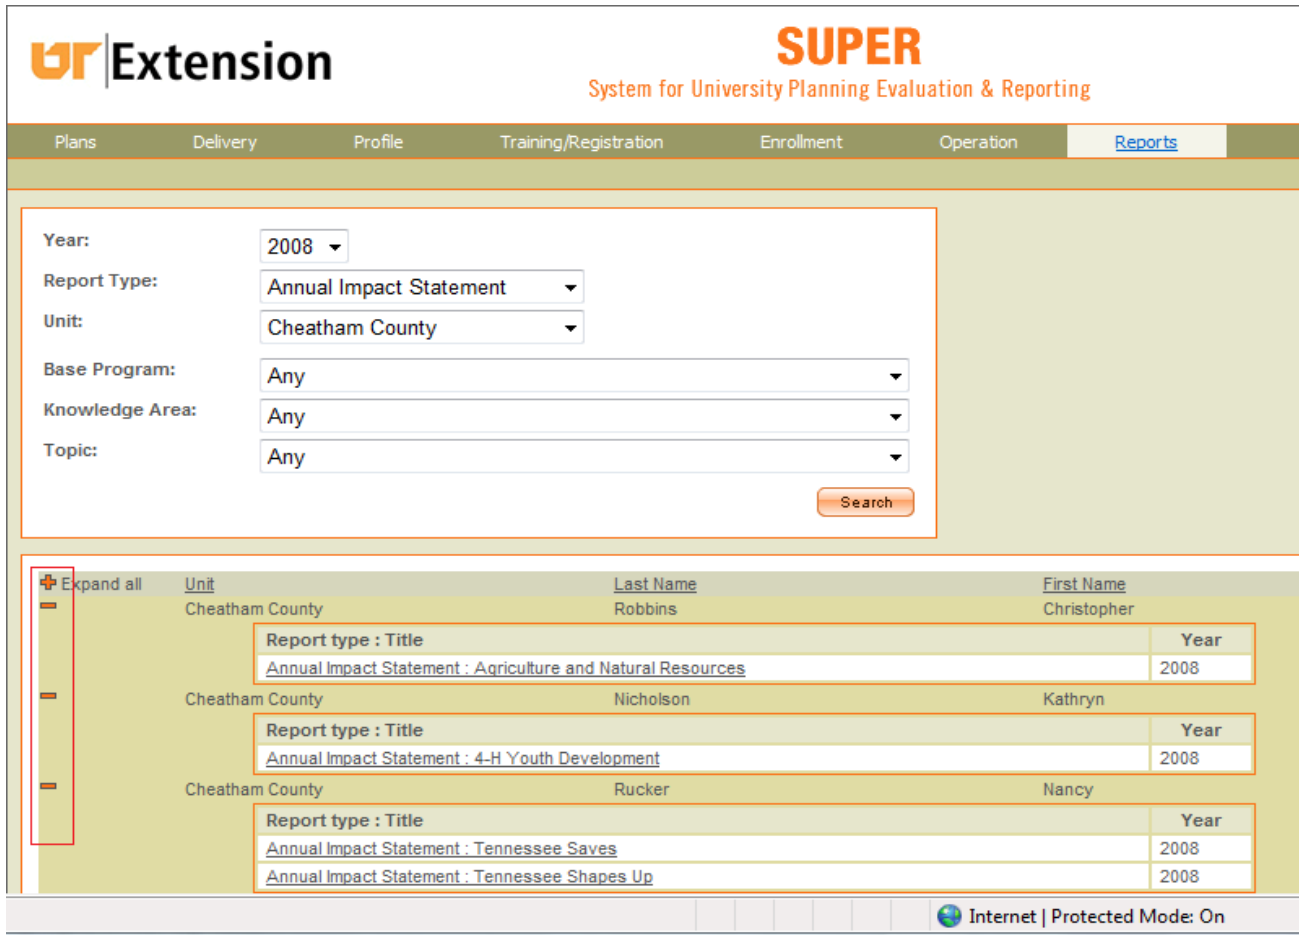 UT Extension
SUPER
System for University Planning Evaluation & Reporting
Plans Delivery Profile Training/Registration Enrollment Operation Reports
Year: 2008
Report Type: Annual Impact Statement
Unit: Cheatham County
Base Program: Any
Knowledge Area: Any
Topic: Any
Search
Expand all Unit Last Name First Name
Cheatham County Robbins Christopher
Report type : Title Year
Annual Impact Statement : Agriculture and Natural Resources 2008
Cheatham County Nicholson Kathryn
Report type : Title Year
Annual Impact Statement : 4-H Youth Development 2008
Cheatham County Rucker Nancy
Report type : Title Year
Annual Impact Statement : Tennessee Saves 2008
Annual Impact Statement : Tennessee Shapes Up 2008
Internet | Protected Mode: On